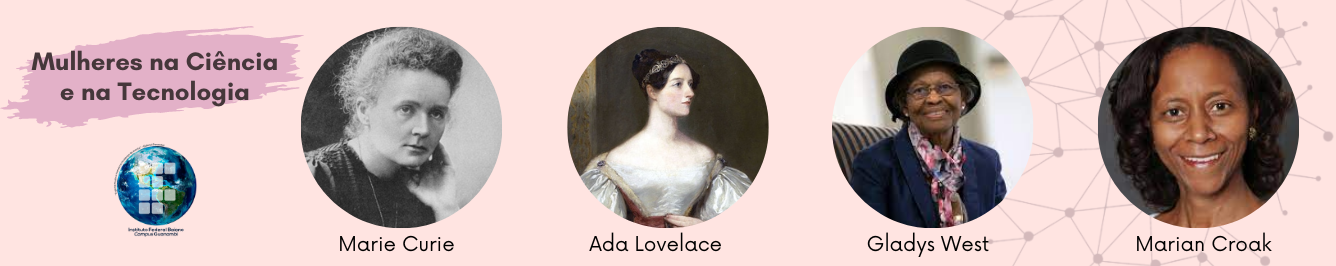 Mulheres na Ciência
e na Tecnologia
Instituto Federal Baiano
Campus Guanambi
Marie Curie
Ada Lovelace
Gladys West
Marian Croak